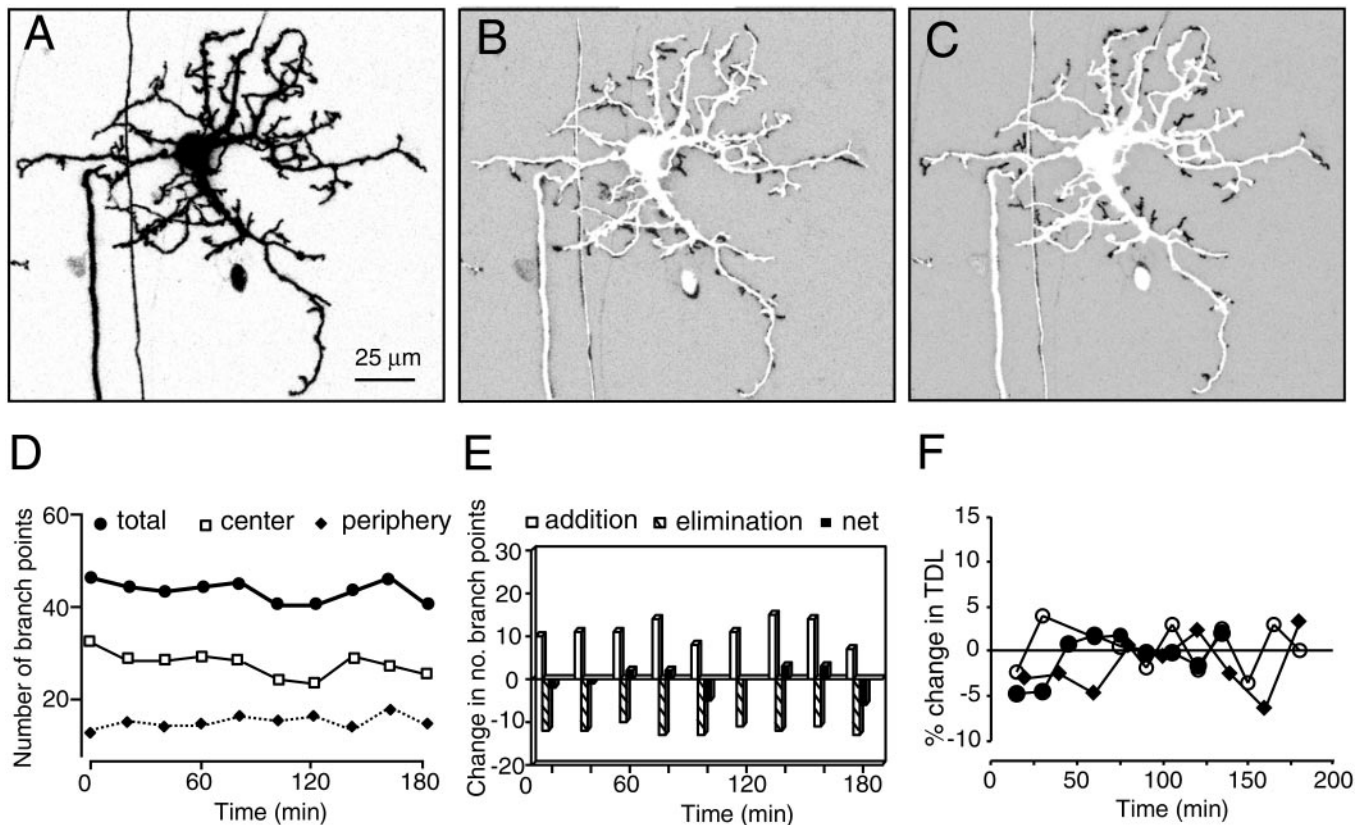 A
B
C
25 µm
D
E
F
Number of branch points
60
40
20
total
center
periphery
0
60
120
180
Time (min)
Change in no. branch points
addition
elimination
net
30
20
10
0
-10
-20
0
60
120
180
Time (min)
% change in TDL
15
10
5
0
-5
-10
0
50
100
150
200
Time (min)